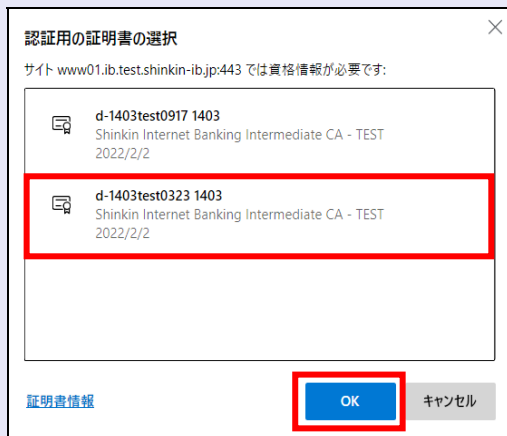 認証用の証明書の選択
サイト www01.ib.test.shinkin-ib.jp:443 では資格情報が必要です:
d-1403test0917 1403
Shinkin Internet Banking Intermediate CA - TEST
2022/2/2
d-1403test0323 1403
Shinkin Internet Banking Intermediate CA - TEST
2022/2/2
証明書情報
OK
キャンセル